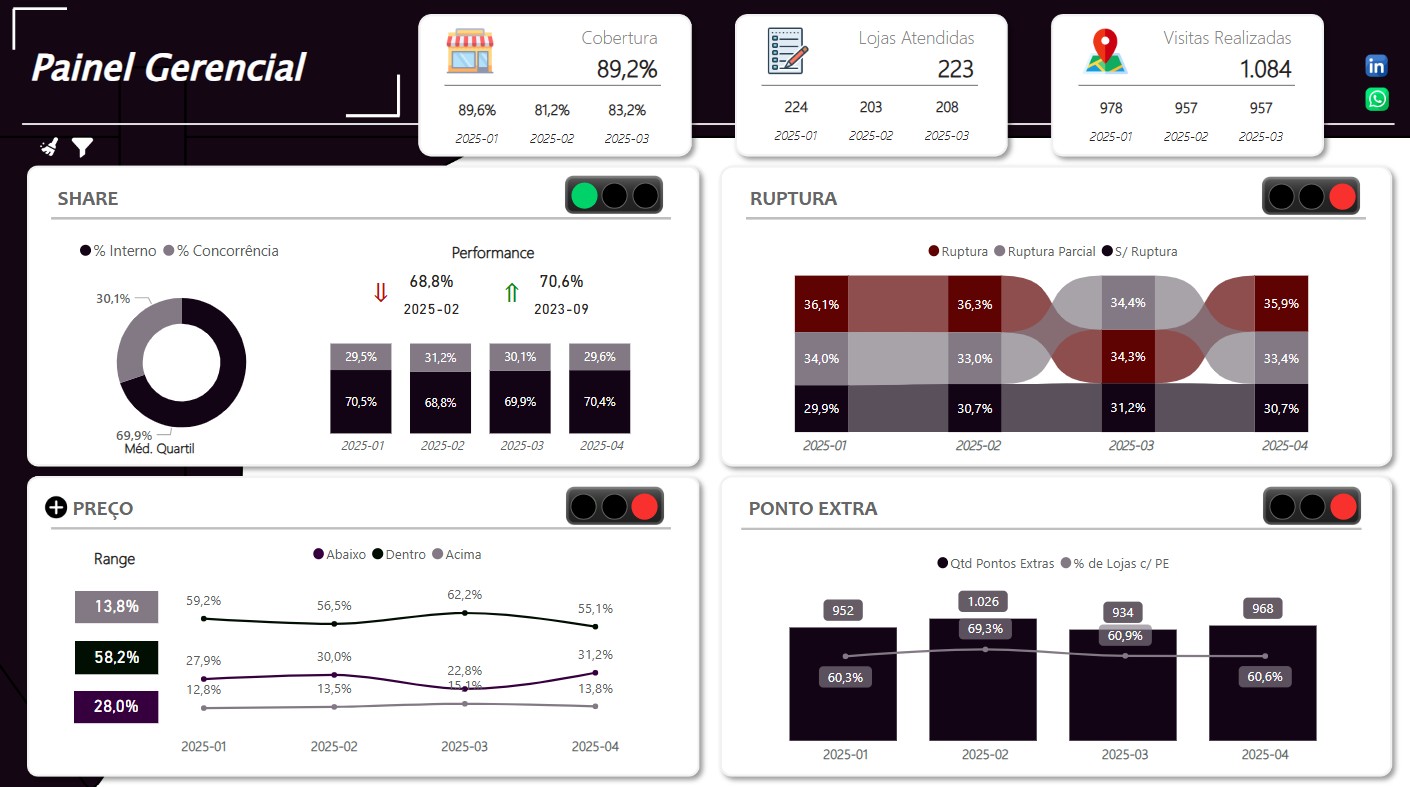 Painel Gerencial
Cobertura
89,2%
89,6% 81,2% 83,2%
2025-01 2025-02 2025-03
Lojas Atendidas
223
224 203 208
2025-01 2025-02 2025-03
Visitas Realizadas
1.084
978 957 957
2025-01 2025-02 2025-03
in
SHARE
% Interno % Concorrência
30,1%
69,9%
Méd. Quartil
Performance
68,8% 70,6%
2025-02 2023-09
29,5% 31,2% 30,1% 29,6%
70,5% 68,8% 69,9% 70,4%
2025-01 2025-02 2025-03 2025-04
RUPTURA
Ruptura Ruptura Parcial S/ Ruptura
36,1% 36,3% 34,4% 35,9%
34,0% 33,0% 34,3% 33,4%
29,9% 30,7% 31,2% 30,7%
2025-01 2025-02 2025-03 2025-04
PREÇO
Range
13,8%
58,2%
28,0%
Abaixo Dentro Acima
59,2% 56,5% 62,2% 55,1%
27,9% 30,0% 22,8% 31,2%
12,8% 13,5% 15,1% 13,8%
2025-01 2025-02 2025-03 2025-04
PONTO EXTRA
Qtd Pontos Extras % de Lojas c/ PE
952 1.026 934 968
60,3% 69,3% 60,9% 60,6%
2025-01 2025-02 2025-03 2025-04